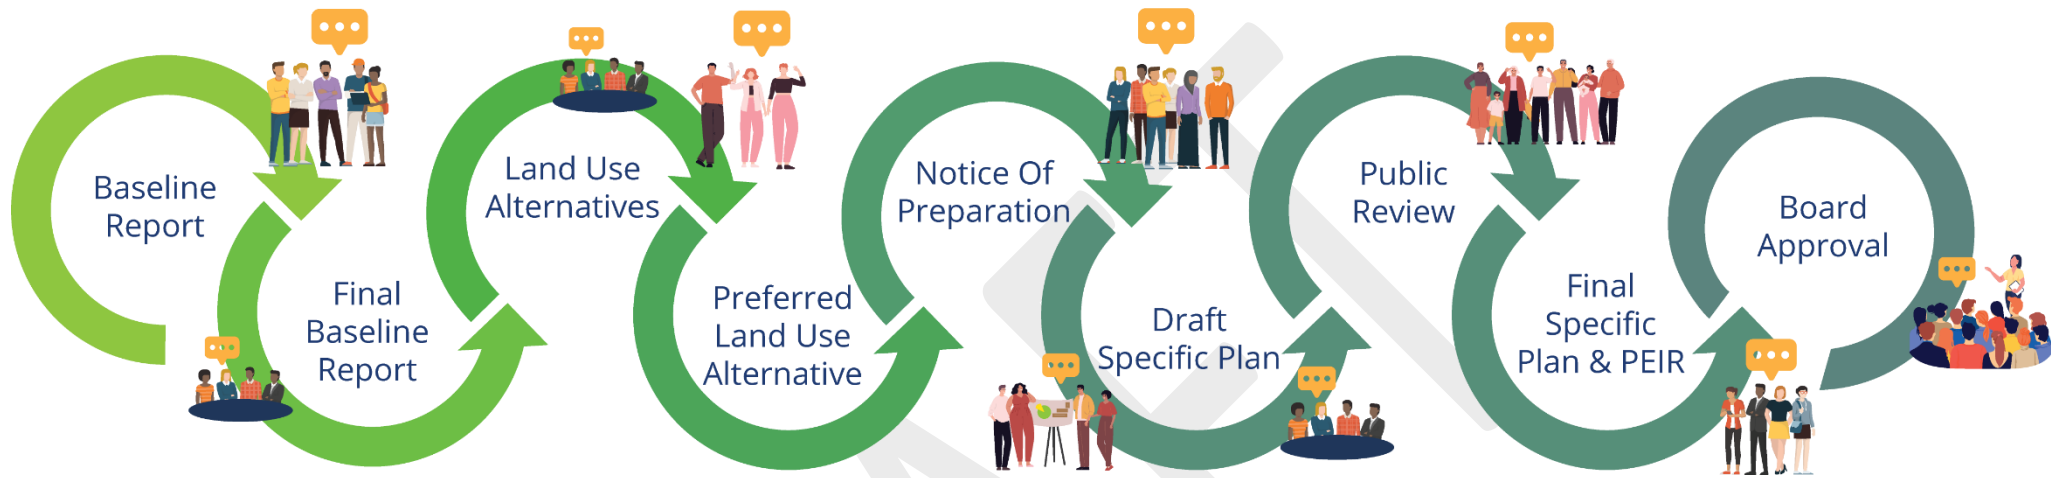 Baseline
Report
Final
Baseline
Report
Land Use
Alternatives
Preferred
Land Use
Alternative
Notice Of
Preparation
Draft
Specific Plan
Public
Review
Final
Specific
Plan & PEIR
Board
Approval